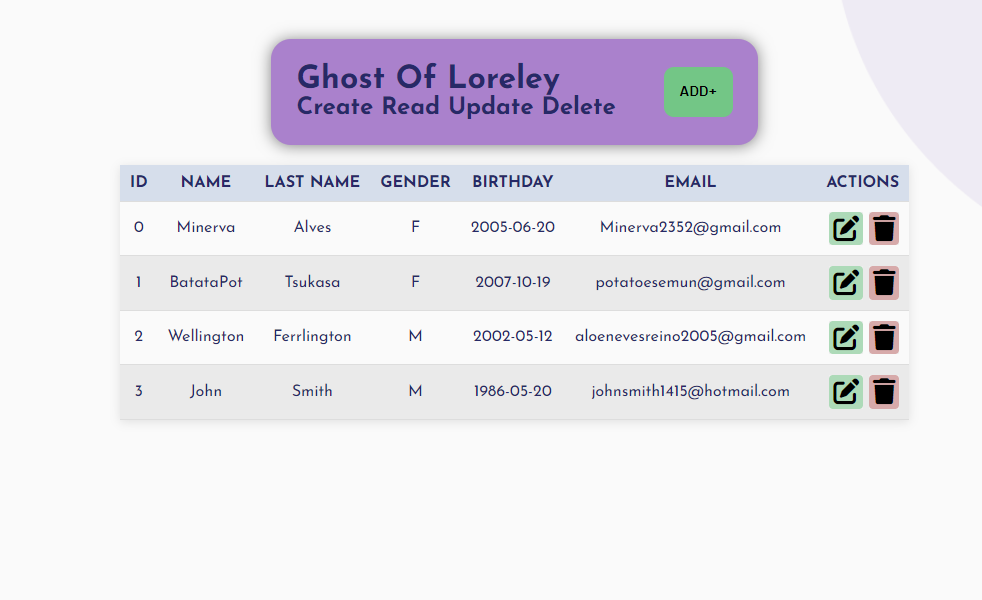 Ghost Of Loreley
Create Read Update Delete
ADD+
ID NAME LAST NAME GENDER BIRTHDAY EMAIL ACTIONS
0 Minerva Alves F 2005-06-20 Minerva2352@gmail.com
1 BatataPot Tsukasa F 2007-10-19 potatoesemun@gmail.com
2 Wellington Ferrlington M 2002-05-12 aloenevesreino2005@gmail.com
3 John Smith M 1986-05-20 johnsmith1415@hotmail.com